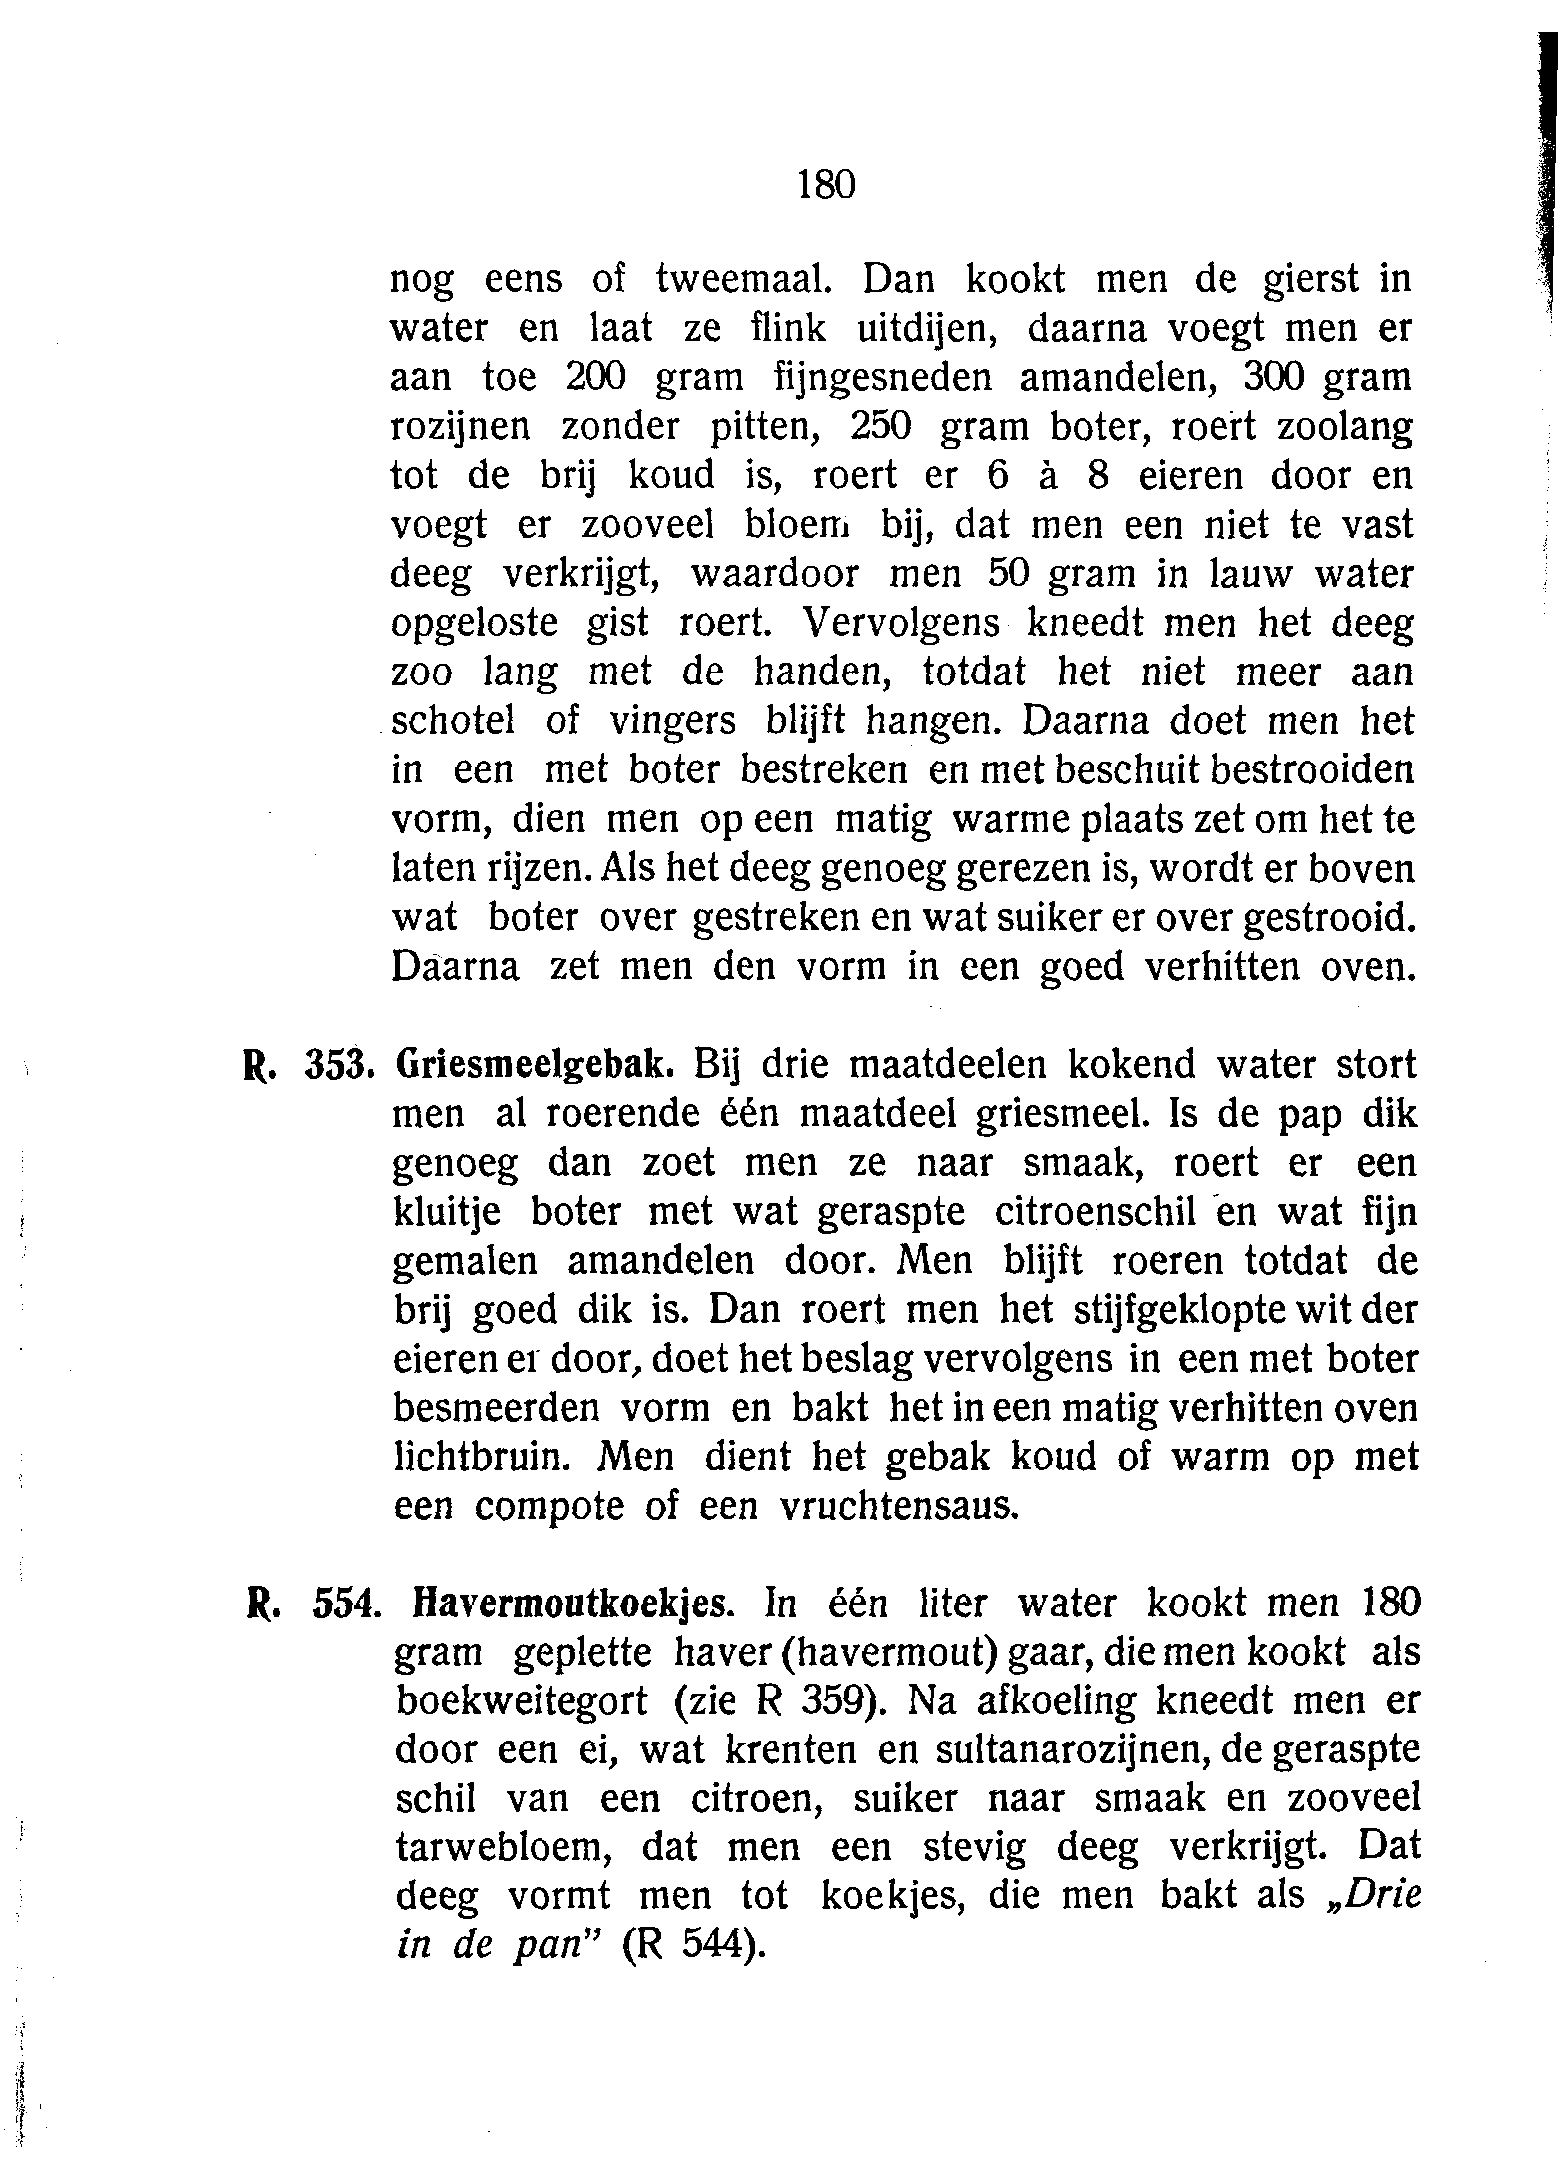 180
nog eens of tweemaal. Dan kookt men de gierst in
water en laat ze flink uitdijen, daarna voegt men er
aan toe 200 gram fijngesneden amandelen, 300 gram
rozijnen zonder pitten, 250 gram boter, roert zoolang
tot de brij koud is, roert er 6 à 8 eieren door en
voegt er zooveel bloem bij, dat men een niet te vast
deeg verkrijgt, waardoor men 50 gram in lauw water
opgeloste gist roert. Vervolgens kneedt men het deeg
zoo lang met de handen, totdat het niet meer aan
schotel of vingers blijft hangen. Daarna doet men het
in een met boter bestreken en met beschuit bestrooiden
vorm, dien men op een matig warme plaats zet om het te
laten rijzen. Als het deeg genoeg gerezen is, wordt er boven
wat boter over gestreken en wat suiker er over gestrooid.
Daarna zet men den vorm in een goed verhitten oven.
R. 353. Griesmeelgebak. Bij drie maatdeelen kokend water stort
men al roerende één maatdeel griesmeel. Is de pap dik
genoeg dan zoet men ze naar smaak, roert er een
kluitje boter met wat geraspte citroenschil en wat fijn
gemalen amandelen door. Men blijft roeren totdat de
brij goed dik is. Dan roert men het stijfgeklopte wit der
eieren er door, doet het beslag vervolgens in een met boter
besmeerden vorm en bakt het in een matig verhitten oven
lichtbruin. Men dient het gebak koud of warm op met
een compote of een vruchtensaus.
R. 554. Havermoutkoekjes. In één liter water kookt men 180
gram geplette haver (havermout) gaar, die men kookt als
boekweitegort (zie R 359). Na afkoeling kneedt men er
door een ei, wat krenten en sultanarozijnen, de geraspte
schil van een citroen, suiker naar smaak en zooveel
tarwebloem, dat men een stevig deeg verkrijgt. Dat
deeg vormt men tot koekjes, die men bakt als „Drie
in de pan” (R 544).